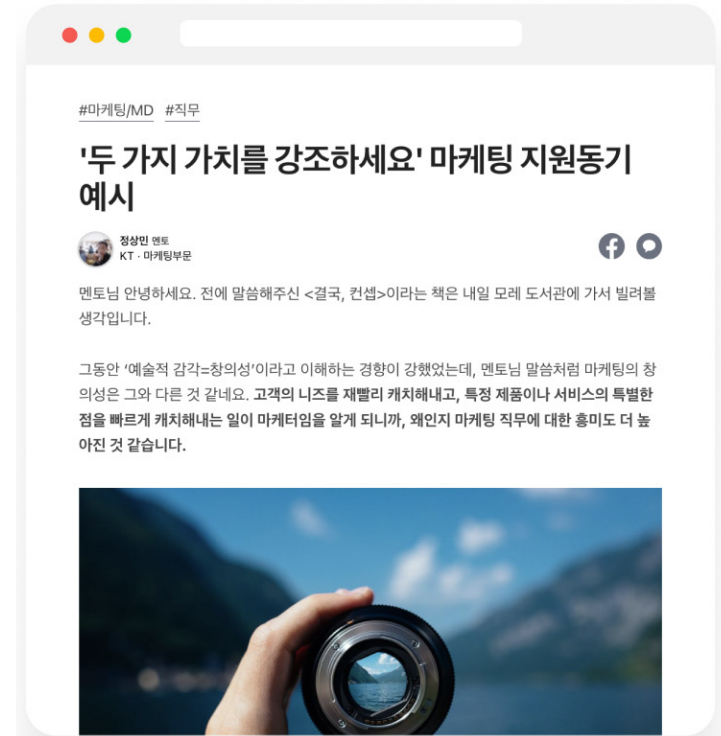 #마케팅/MD #직무
'두 가지 가치를 강조하세요' 마케팅 지원동기
예시
정상민 멘토
KT · 마케팅부문
멘토님 안녕하세요. 전에 말씀해주신 <결국, 컨셉>이라는 책은 내일 모레 도서관에 가서 빌려볼
생각입니다.
그동안 ‘예술적 감각=창의성’이라고 이해하는 경향이 강했었는데, 멘토님 말씀처럼 마케팅의 창
의성은 그와 다른 것 같네요. 고객의 니즈를 재빨리 캐치해내고, 특정 제품이나 서비스의 특별한
점을 빠르게 캐치해내는 일이 마케터임을 알게 되니까, 왜인지 마케팅 직무에 대한 흥미도 더 높
아진 것 같습니다.